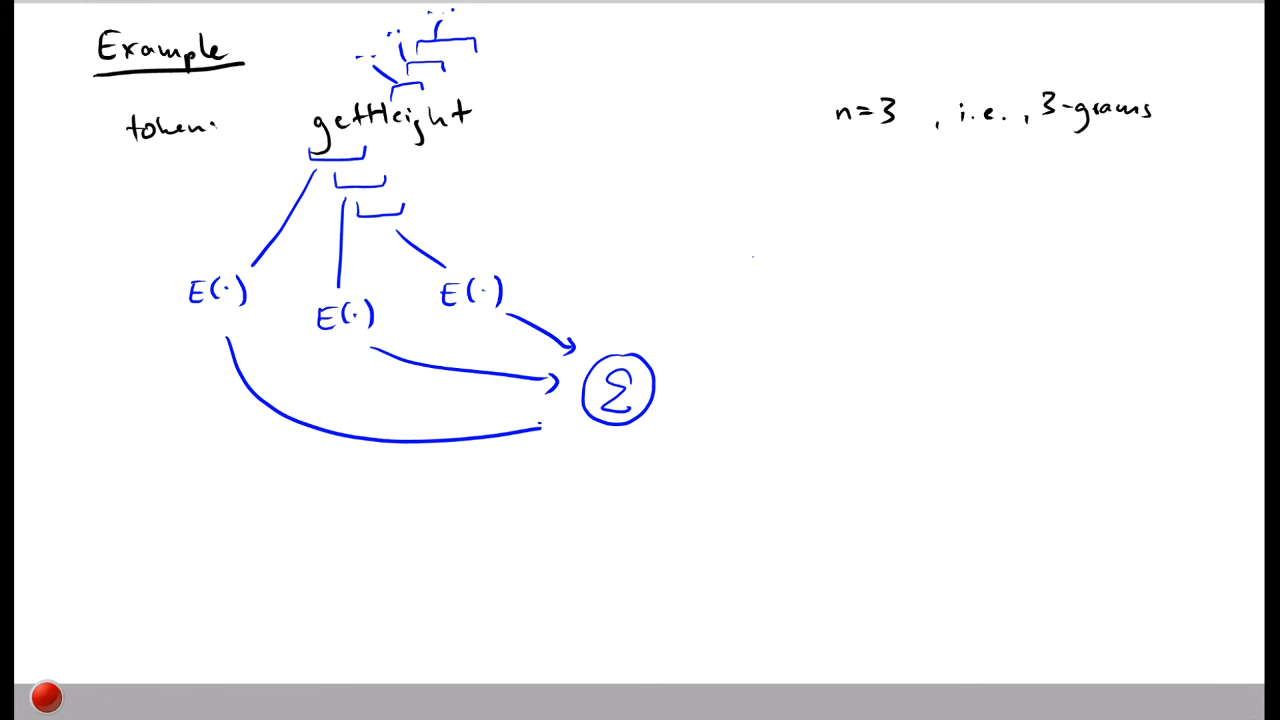 Example
token: getHeight n=3 , i.e. , 3-grams
E(·) E(·) E(·)
Σ